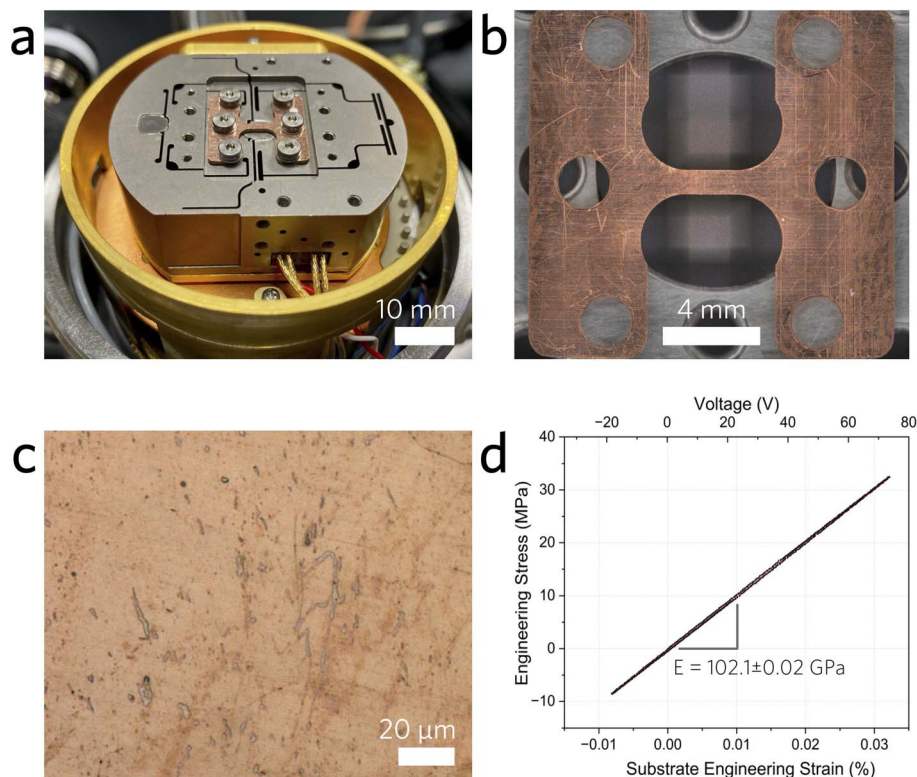 a
10 mm
b
4 mm
c
20 µm
d
Voltage (V)
−20 0 20 40 60 80
Engineering Stress (MPa)
40
30
20
10
0
−10
E = 102.1±0.02 GPa
-0.01 0.00 0.01 0.02 0.03
Substrate Engineering Strain (%)